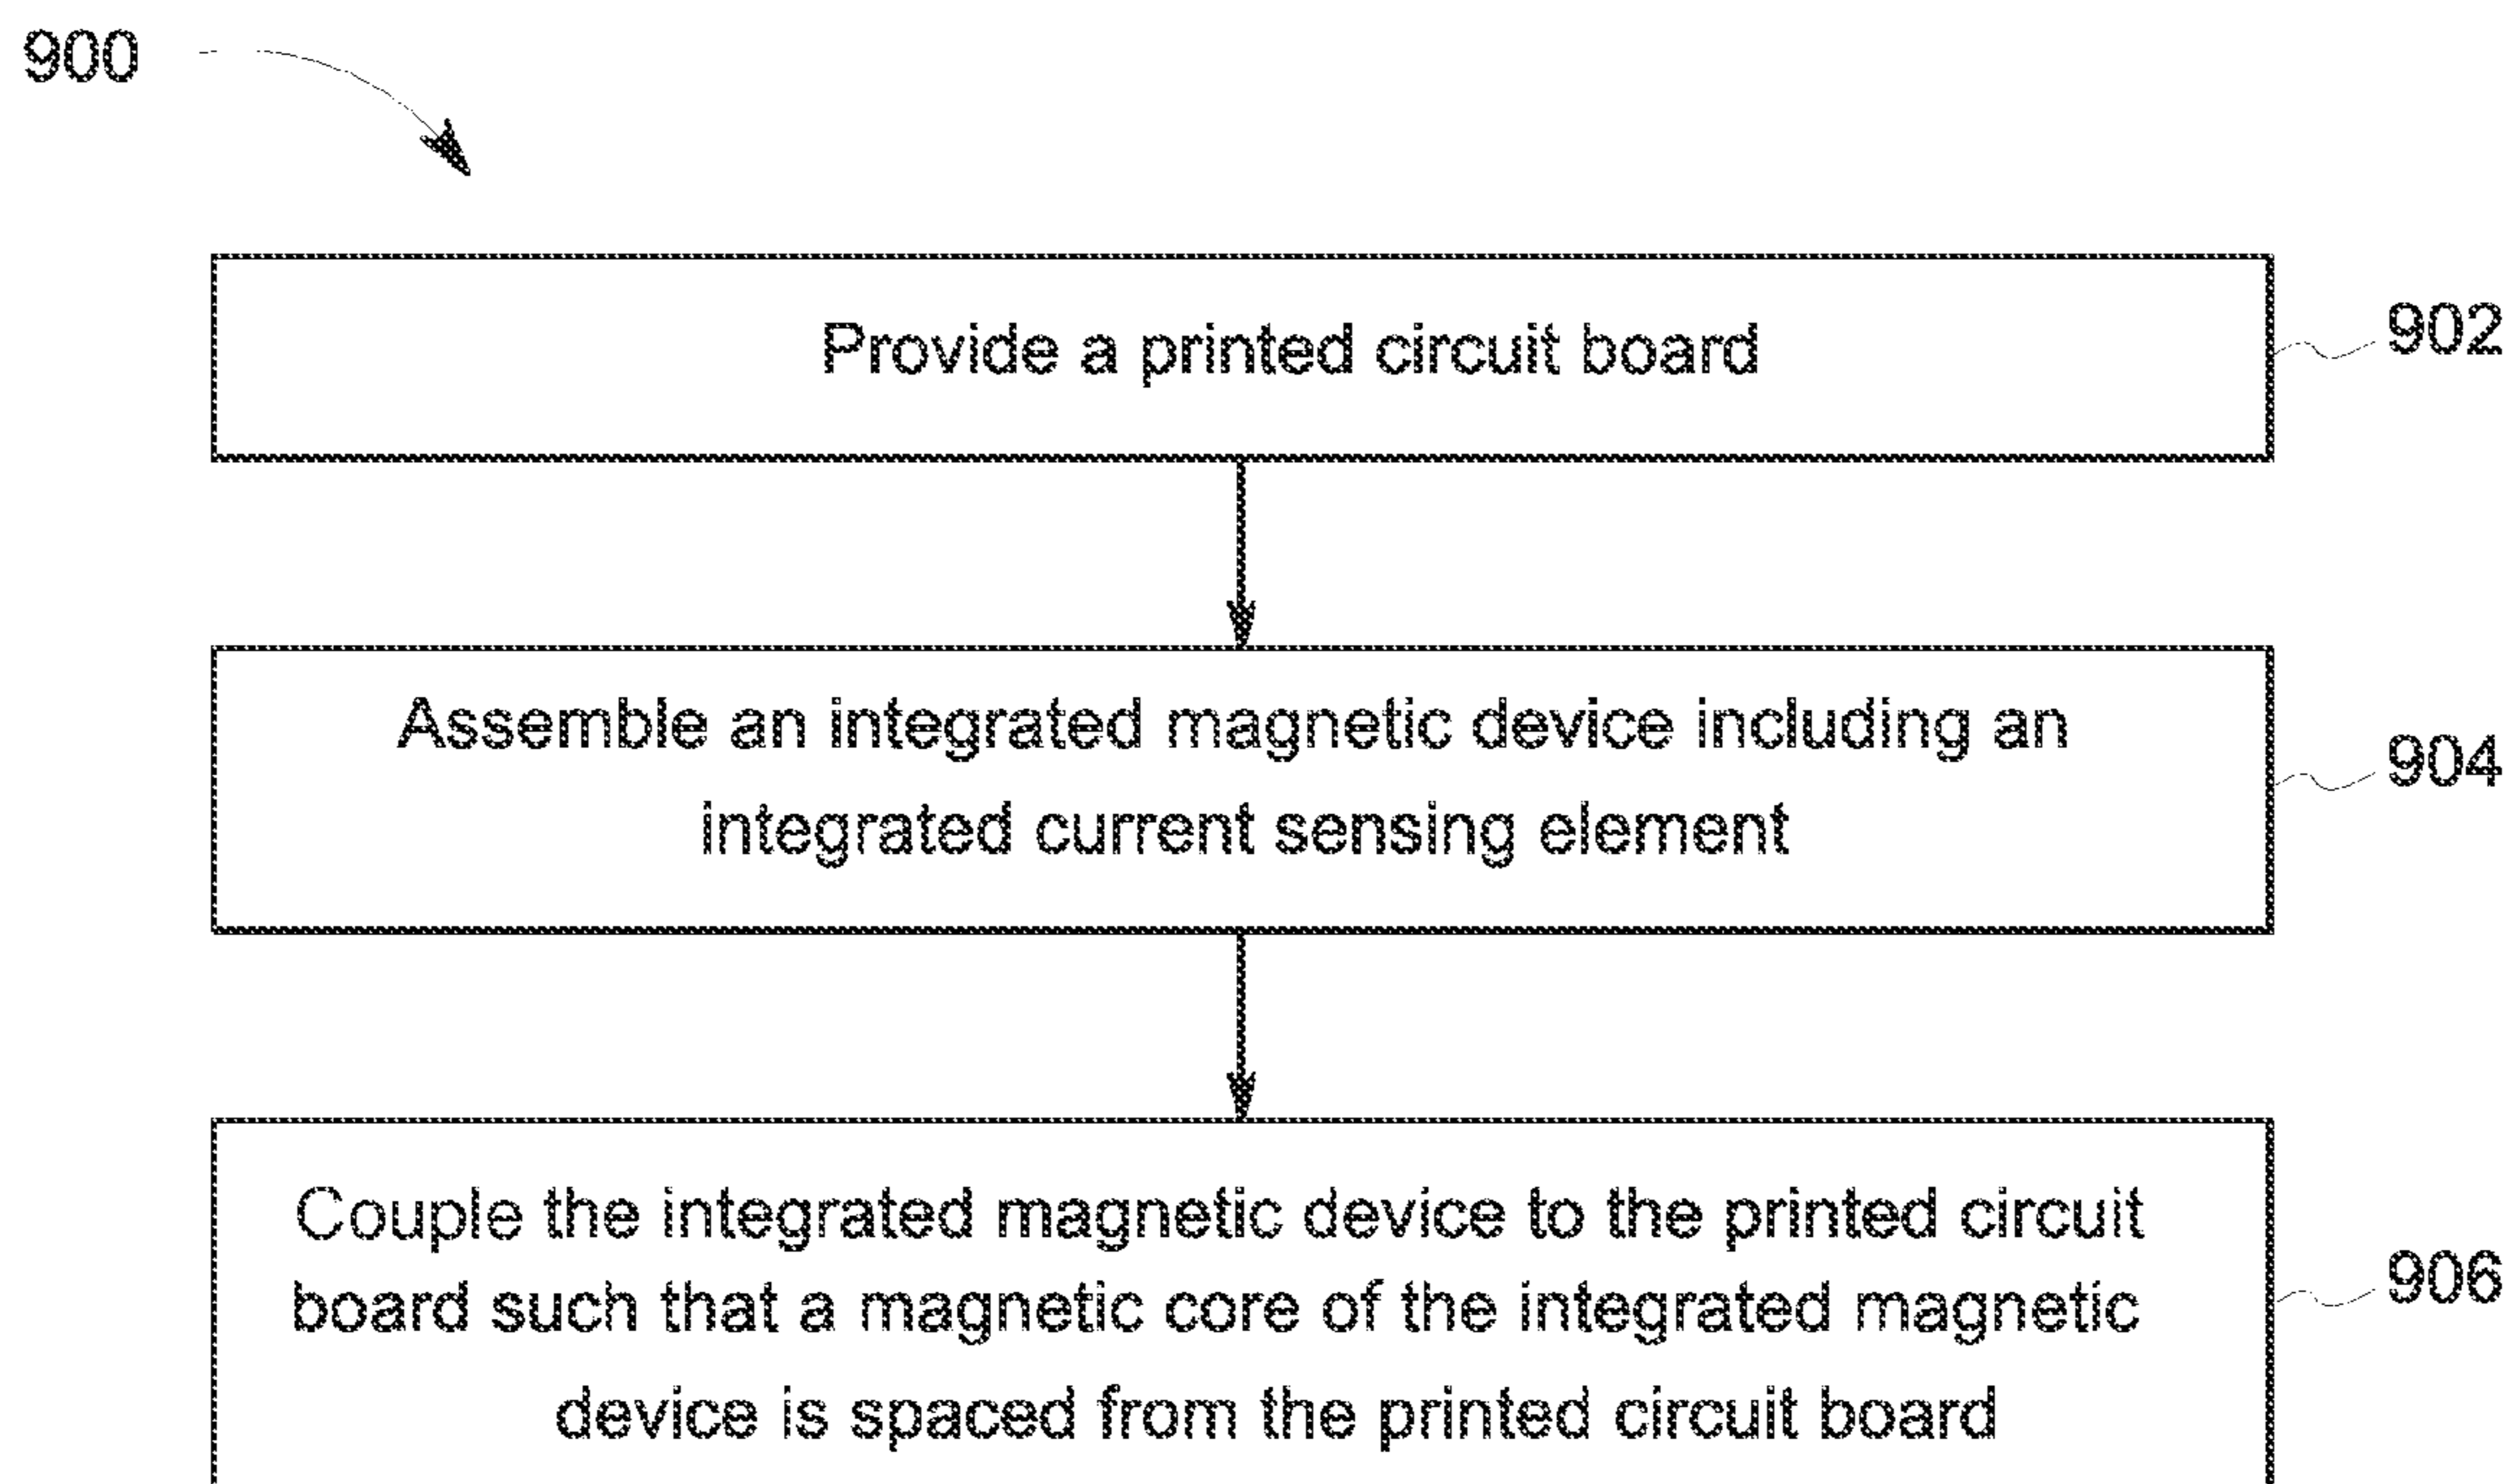 900
Provide a printed circuit board
902
Assemble an integrated magnetic device including an
integrated current sensing element
904
Couple the integrated magnetic device to the printed circuit
board such that a magnetic core of the integrated magnetic
device is spaced from the printed circuit board
906